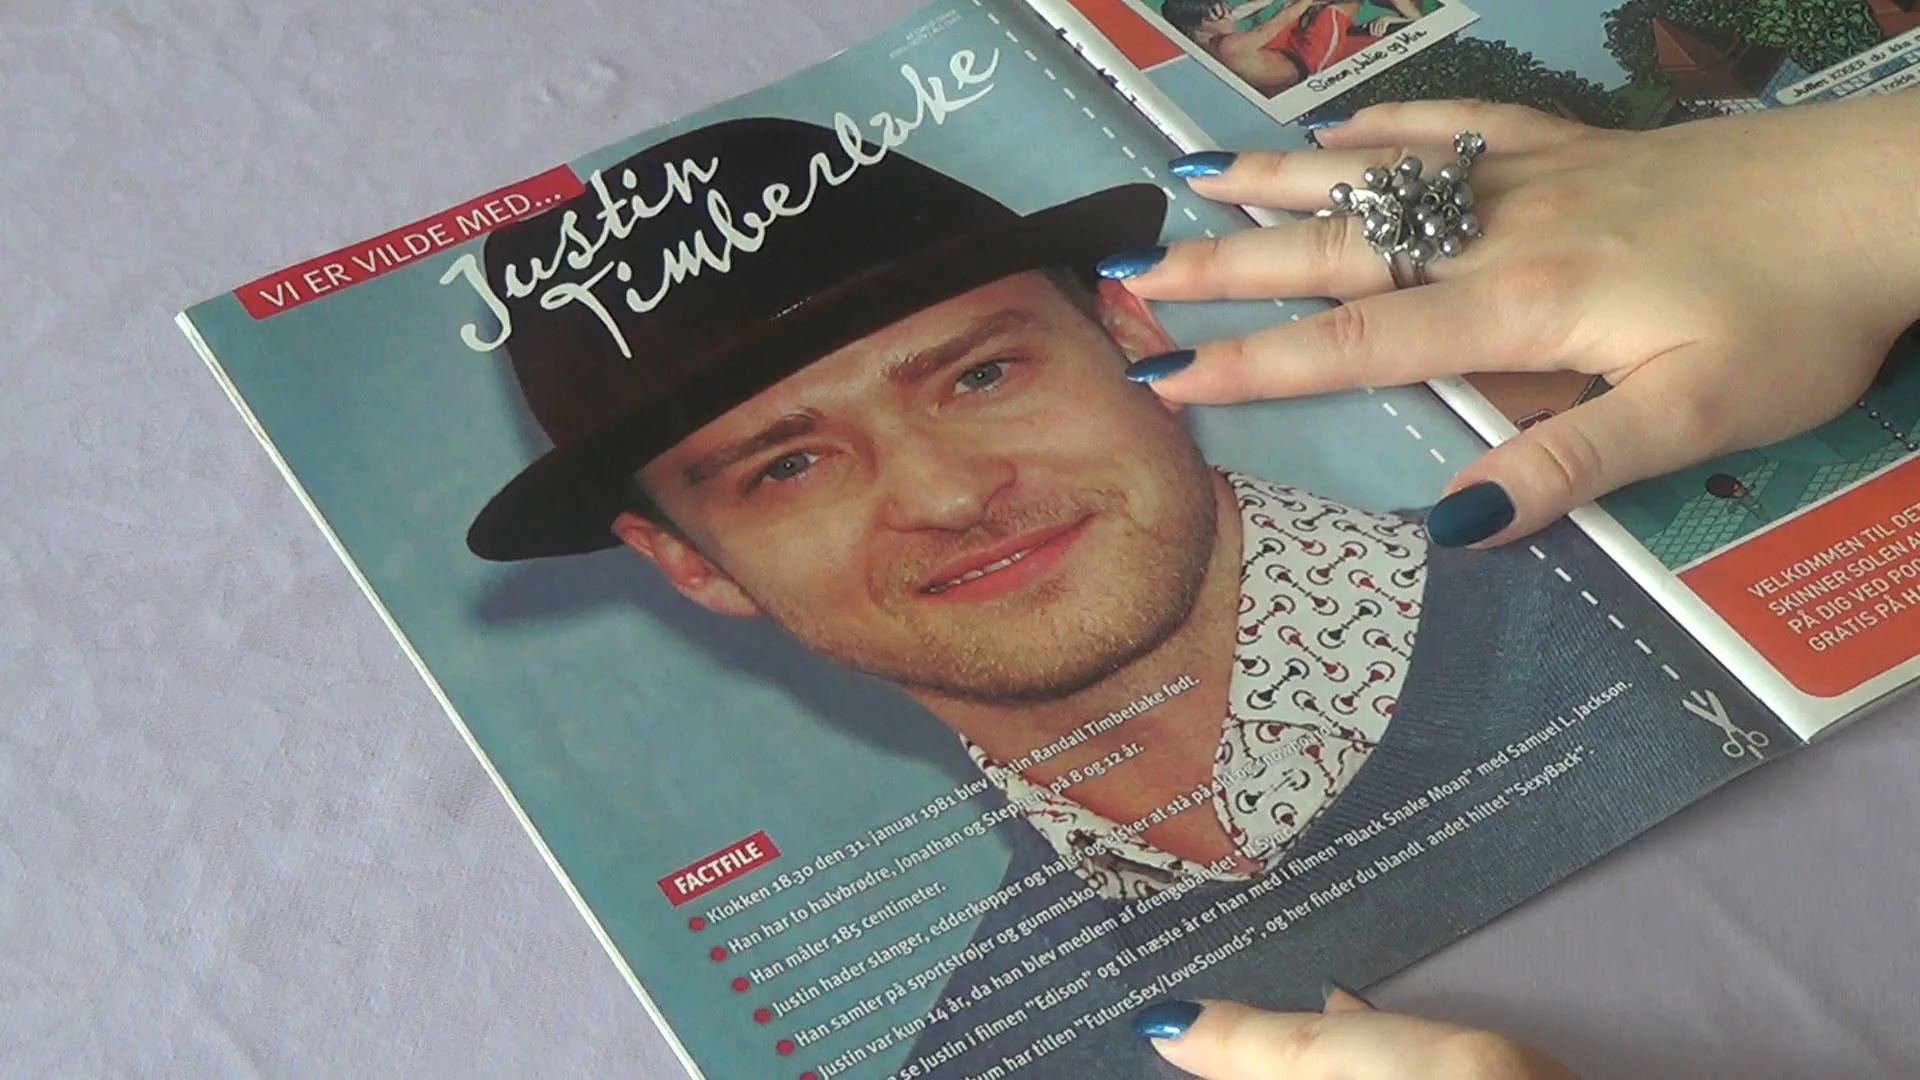 VI ER VILDE MED...
Justin
Timberlake
FACTFILE
Klokken 18.30 den 31. januar 1981 blev Justin Randall Timberlake født.
Han har to halvbrødre, Jonathan og Stephen, på 8 og 12 år.
Han måler 185 centimeter.
Justin hader slanger, edderkopper og hajer og elsker at stå på ski og snowboard.
Han samler på sportstrøjer og gummisko.
Justin var kun 14 år, da han blev medlem af drengebandet 'N Sync.
se Justin i filmen "Edison" og til næste år er han med i filmen "Black Snake Moan" med Samuel L. Jackson.
har titlen "FutureSex/LoveSounds", og her finder du blandt andet hittet "SexyBack".
Simon, Julie og Mia
VELKOMMEN TIL
SKINNER SOLEN
PÅ DIG VED
GRATIS PÅ